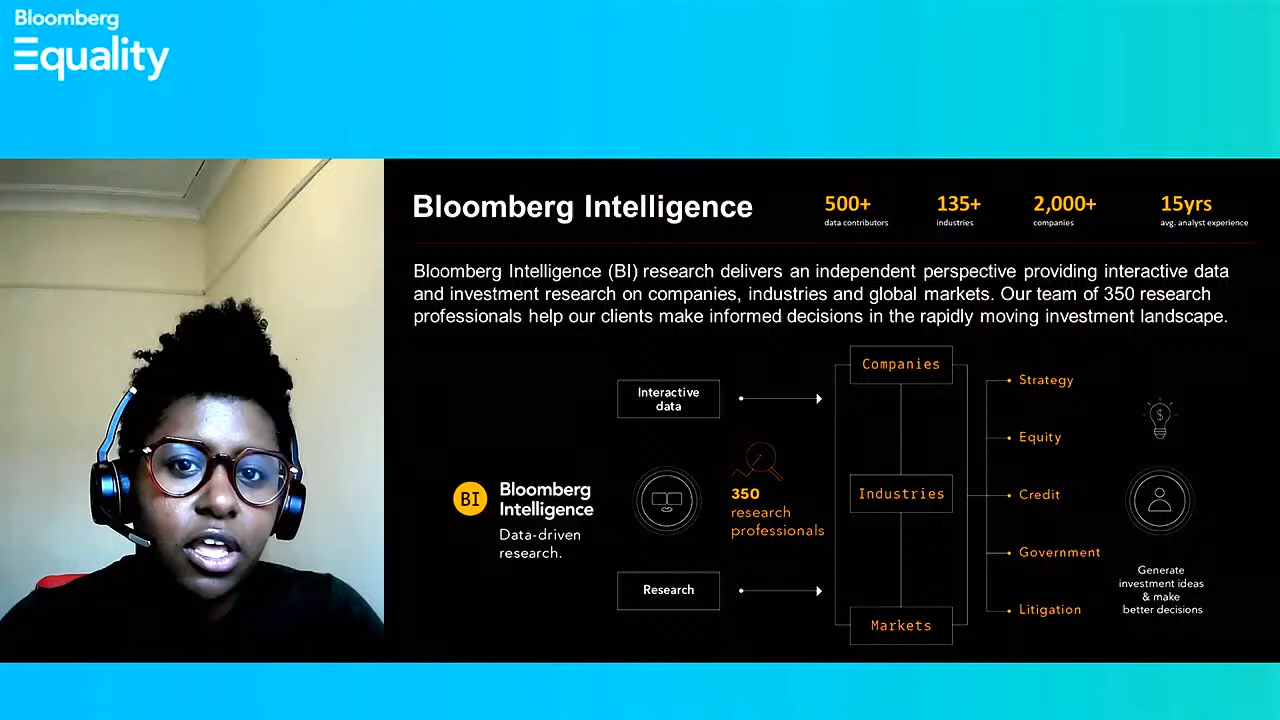 Bloomberg
Equality
Bloomberg Intelligence
500+
data contributors
135+
industries
2,000+
companies
15yrs
avg. analyst experience
Bloomberg Intelligence (BI) research delivers an independent perspective providing interactive data
and investment research on companies, industries and global markets. Our team of 350 research
professionals help our clients make informed decisions in the rapidly moving investment landscape.
Interactive
data
BI
Bloomberg
Intelligence
Data-driven
research.
350
research
professionals
Research
Companies
Industries
Markets
Strategy
Equity
Credit
Government
Litigation
$
Generate
investment ideas
& make
better decisions